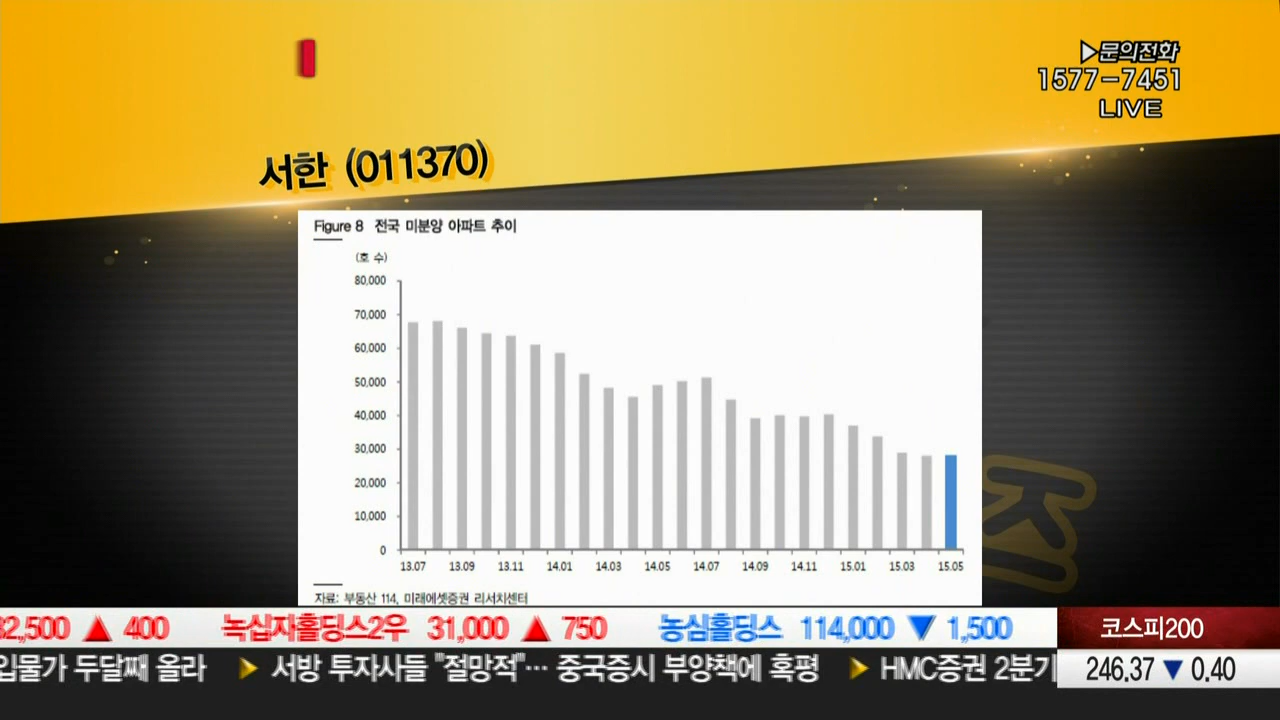 ▶문의전화
1577-7451
LIVE
서한 (011370)
Figure 8 전국 미분양 아파트 추이
(호 수)
80,000
70,000
60,000
50,000
40,000
30,000
20,000
10,000
0
13.07 13.09 13.11 14.01 14.03 14.05 14.07 14.09 14.11 15.01 15.03 15.05
자료: 부동산 114, 미래에셋증권 리서치센터
조
32,500 ▲ 400 녹십자홀딩스2우 31,000 ▲ 750 농심홀딩스 114,000 ▼ 1,500 코스피200
입물가 두달째 올라 ▶ 서방 투자사들 "절망적"… 중국증시 부양책에 혹평 ▶ HMC증권 2분기 246.37 ▼ 0.40